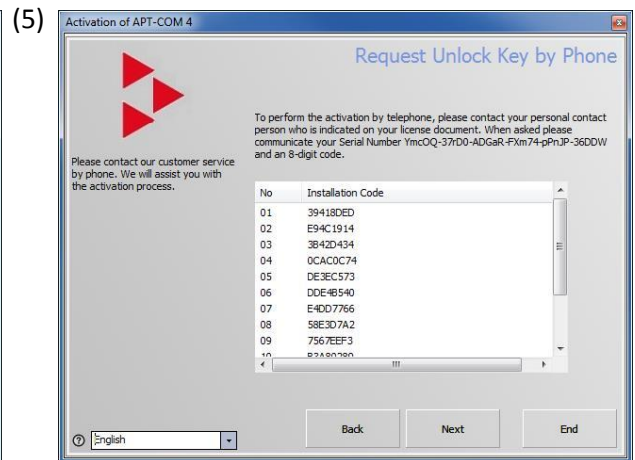 (5)
Activation of APT-COM 4
Request Unlock Key by Phone
To perform the activation by telephone, please contact your personal contact
person who is indicated on your license document. When asked please
communicate your Serial Number YmcOQ-37rD0-ADGaR-FXm74-pPnJP-36DDW
and an 8-digit code.
Please contact our customer service
by phone. We will assist you with
the activation process.
No Installation Code
01 39418DED
02 E94C1914
03 3B42D434
04 0CAC0C74
05 DE3EC573
06 DDE4B540
07 E4DD7766
08 58E3D7A2
09 7567EEF3
Back Next End
English